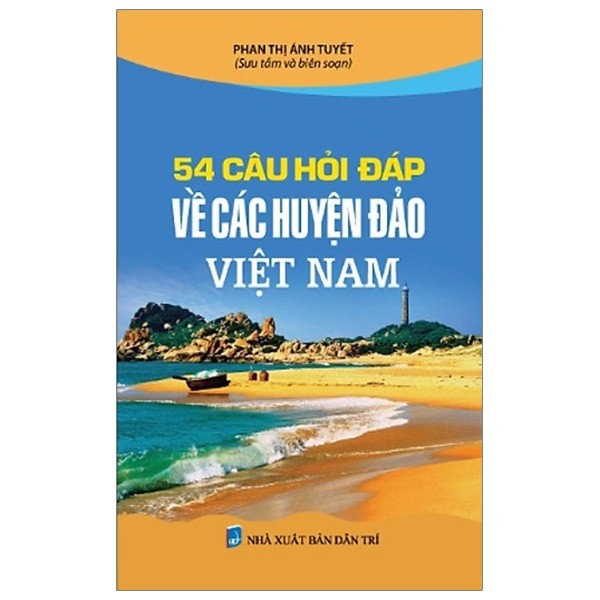 PHAN THỊ ÁNH TUYẾT
(Sưu tầm và biên soạn)
54 CÂU HỎI ĐÁP
VỀ CÁC HUYỆN ĐẢO
VIỆT NAM
NHÀ XUẤT BẢN DÂN TRÍ